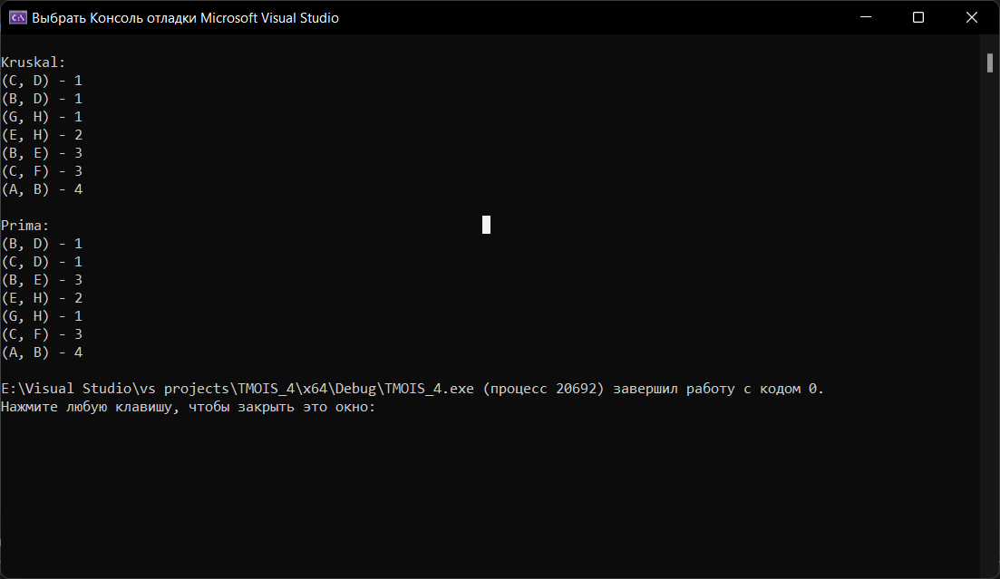 Выбрать Консоль отладки Microsoft Visual Studio
Kruskal:
(C, D) - 1
(B, D) - 1
(G, H) - 1
(E, H) - 2
(B, E) - 3
(C, F) - 3
(A, B) - 4
Prima:
(B, D) - 1
(C, D) - 1
(B, E) - 3
(E, H) - 2
(G, H) - 1
(C, F) - 3
(A, B) - 4
E:\Visual Studio\vs projects\TMOIS_4\x64\Debug\TMOIS_4.exe (процесс 20692) завершил работу с кодом 0.
Нажмите любую клавишу, чтобы закрыть это окно: